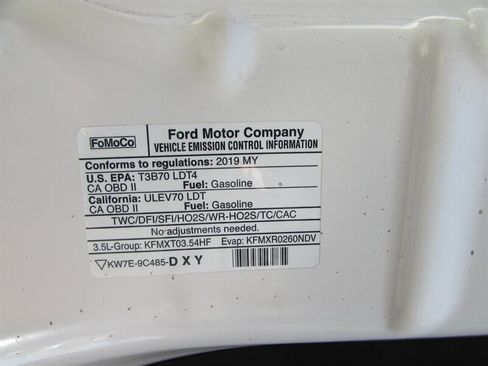 FoMoCo
Ford Motor Company
VEHICLE EMISSION CONTROL INFORMATION
Conforms to regulations: 2019 MY
U.S. EPA: T3B70 LDT4
CA OBD II Fuel: Gasoline
California: ULEV70 LDT
CA OBD II Fuel: Gasoline
TWC/DFI/SFI/HO2S/WR-HO2S/TC/CAC
No adjustments needed.
3.5L-Group: KFMXT03.54HF Evap: KFMXR0260NDV
KW7E-9C485-DXY